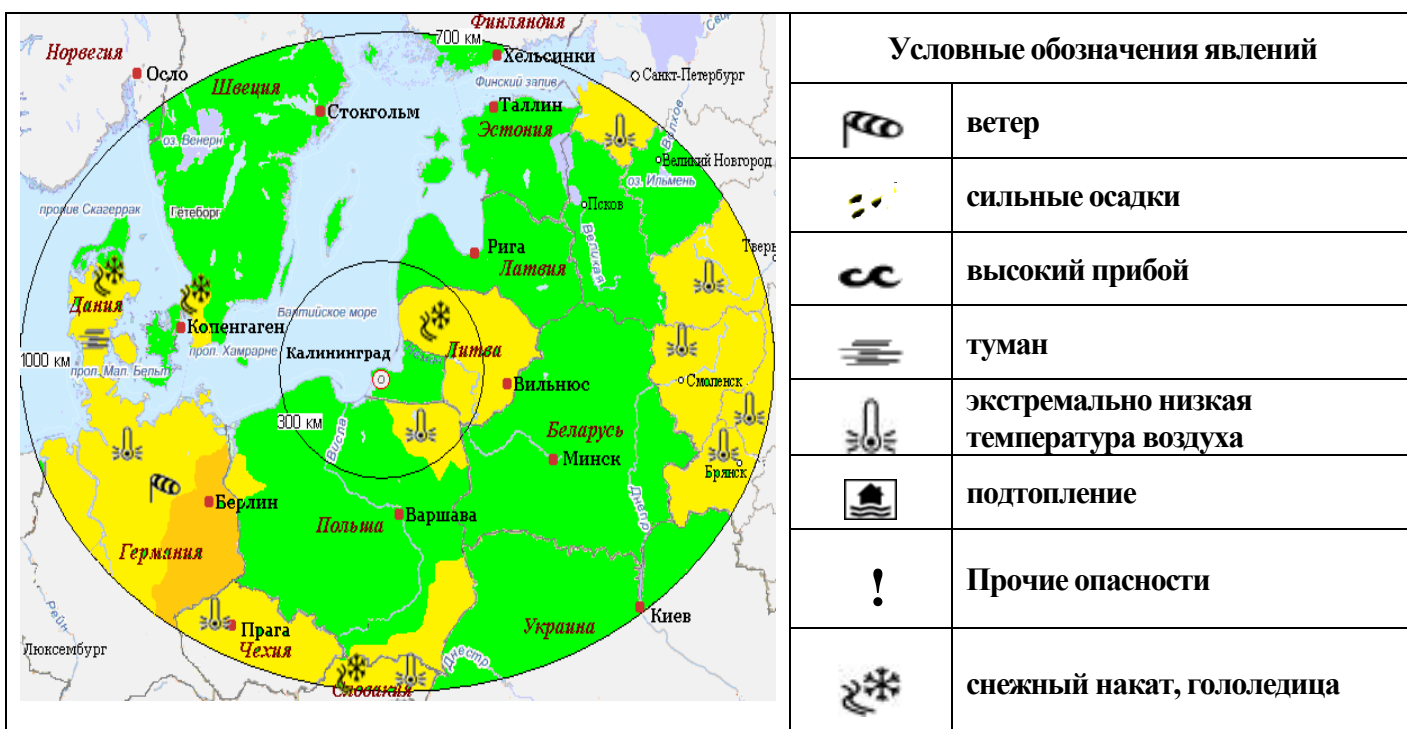 Финляндия
700 км
Норвегия
Хельсинки
Осло
Санкт-Петербург
Швеция
Финский залив
Стокгольм
Таллин
Эстония
Волхов
оз. Венерн
Великий Новгород
оз. Ильмень
пролив Скагеррак
Гетеборг
Псков
Великая
Рига
Тверь
Латвия
Дания
Балтийское море
Копенгаген
Калининград
Литва
1000 км
прол. Хамрарне
прол. Мал. Бельт
Вильнюс
Смоленск
300 км
Висла
Беларусь
Минск
Брянск
Днепр
Берлин
Варшава
Польша
Германия
Рейн
Киев
Прага
Украина
Чехия
Люксембург
Днестр
Словакия
Условные обозначения явлений
ветер
сильные осадки
высокий прибой
туман
экстремально низкая
температура воздуха
подтопление
!
Прочие опасности
снежный накат, гололедица